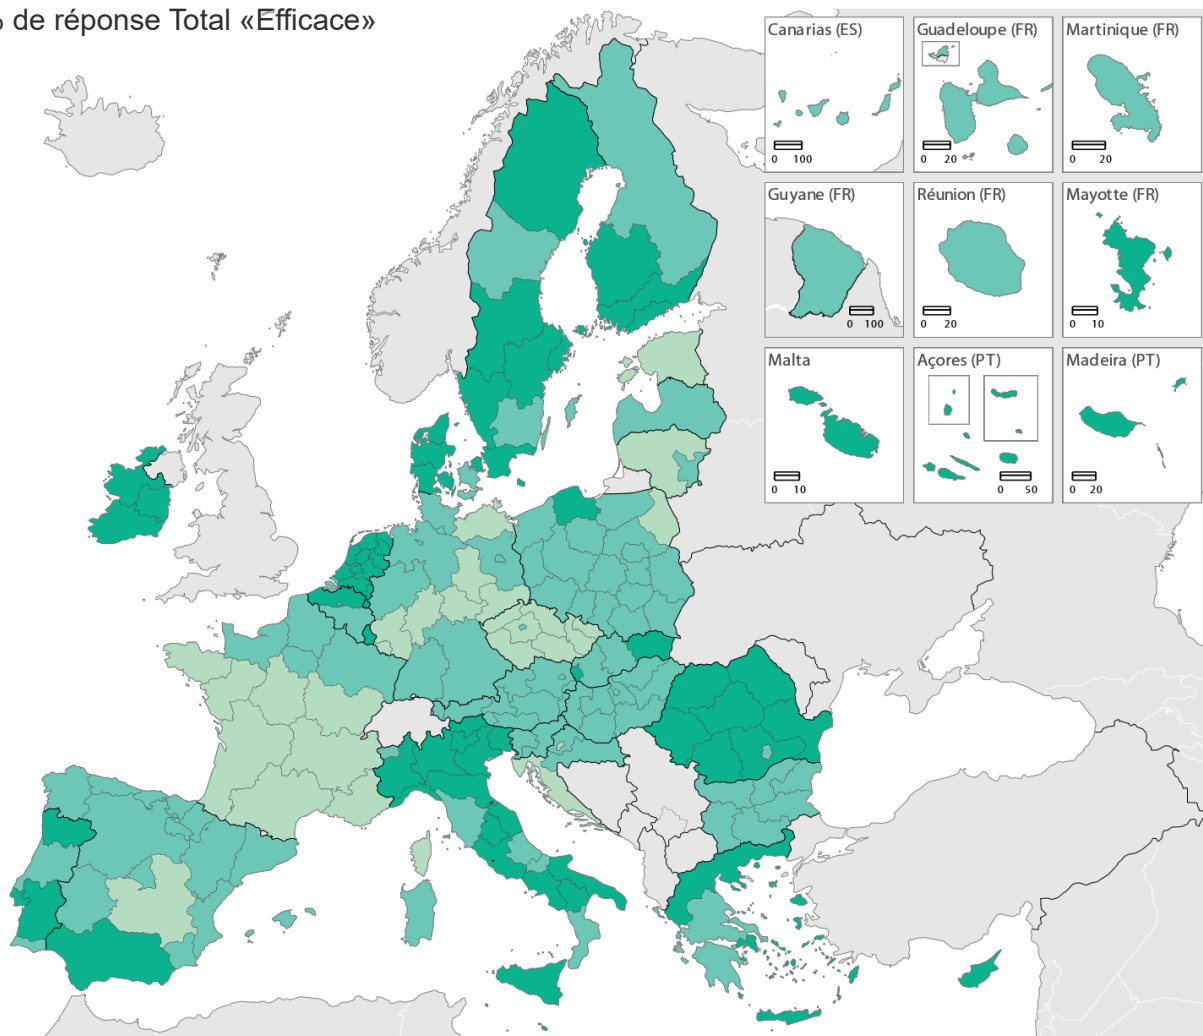 % de réponse Total «Efficace»
Canarias (ES)
0 100
Guadeloupe (FR)
0 20
Martinique (FR)
0 20
Guyane (FR)
0 100
Réunion (FR)
0 20
Mayotte (FR)
0 10
Malta
0 10
Açores (PT)
0 50
Madeira (PT)
0 20